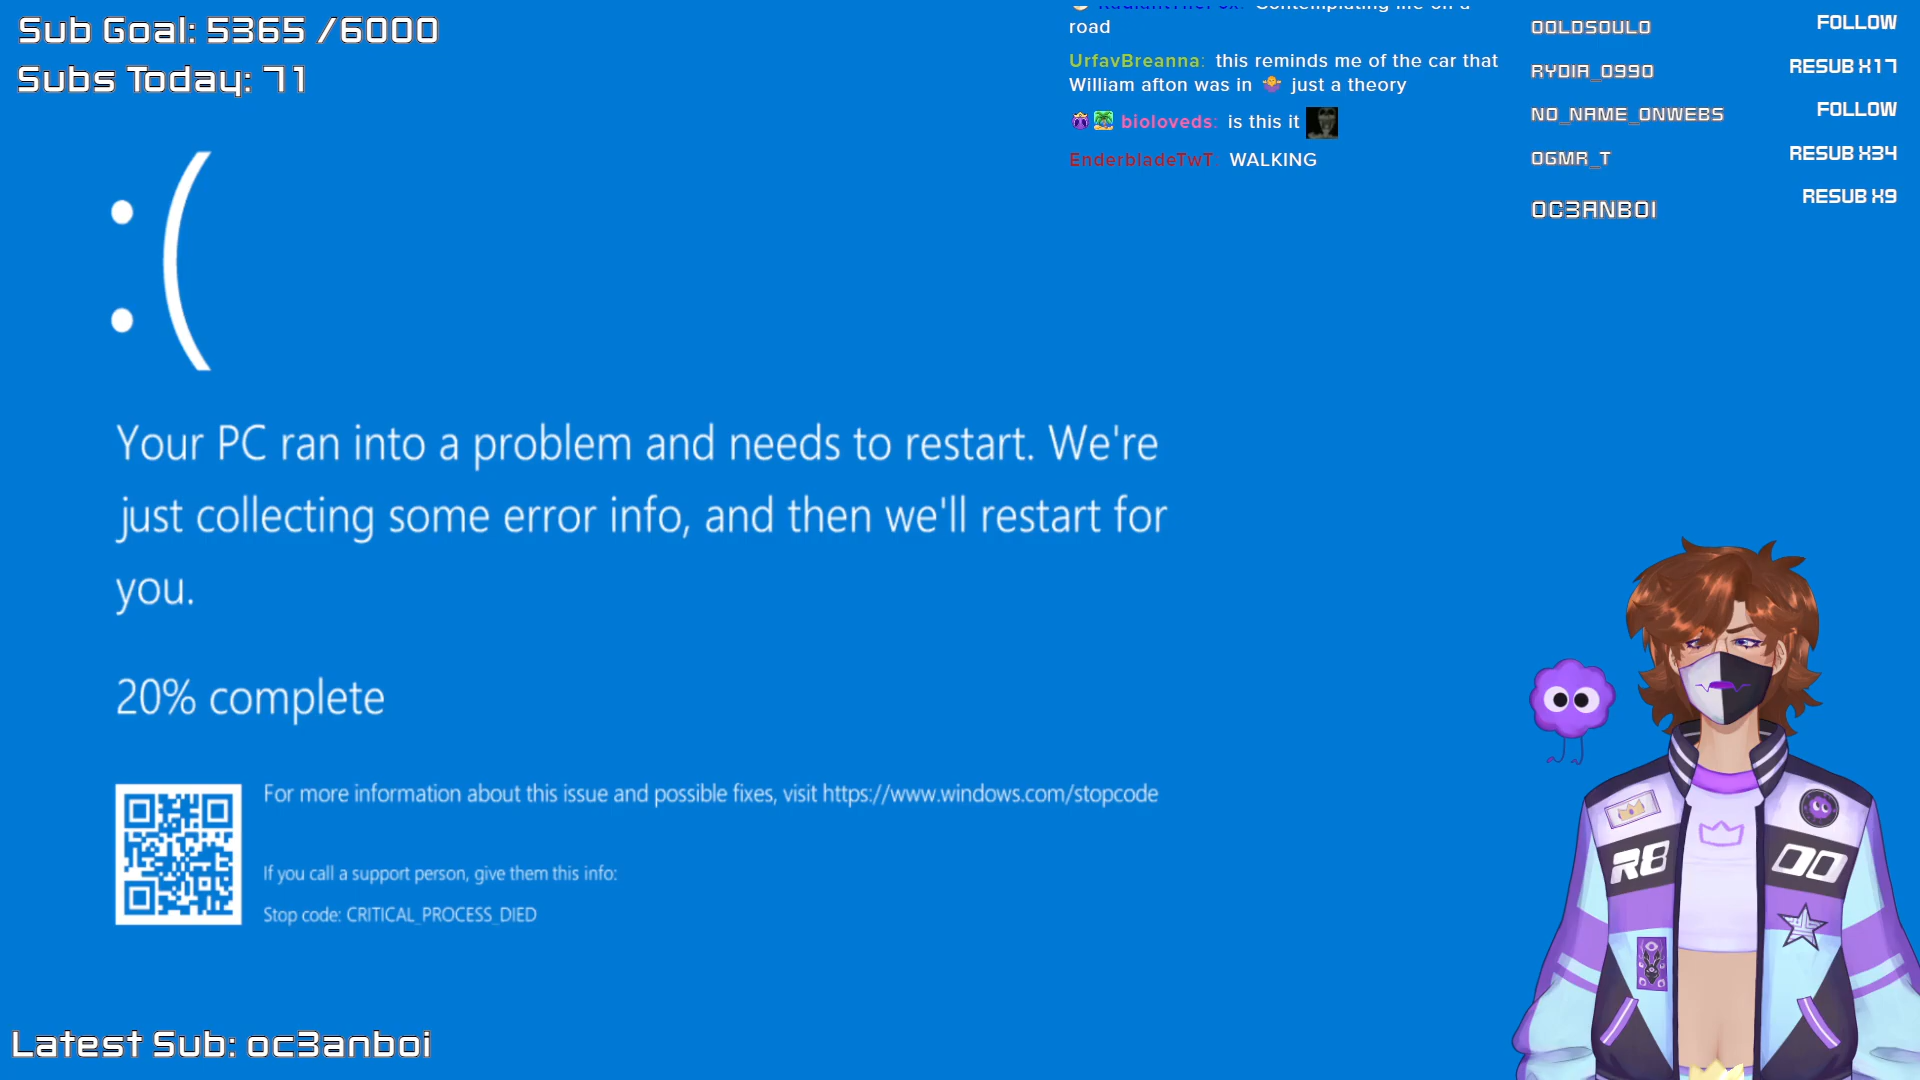 Sub Goal: 5365 /6000
Subs Today: 71
road
UrfavBreanna: this reminds me of the car that
William afton was in 🤷 just a theory
bioloveds: is this it
EnderbladeTwT: WALKING
00LDS0UL0 FOLLOW
RYDIA_0990 RESUB X17
NO_NAME_ONWEBS FOLLOW
OGMR_T RESUB X34
OC3ANBOI RESUB X9
:(
Your PC ran into a problem and needs to restart. We're
just collecting some error info, and then we'll restart for
you.
20% complete
For more information about this issue and possible fixes, visit https://www.windows.com/stopcode
If you call a support person, give them this info:
Stop code: CRITICAL_PROCESS_DIED
R8
00
Latest Sub: oc3anboi